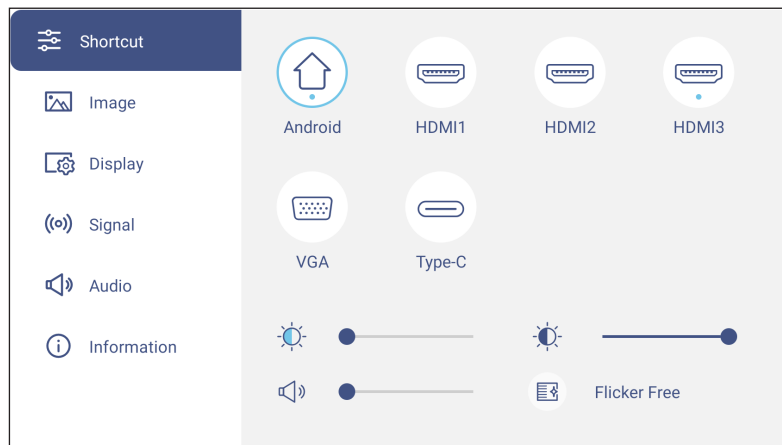 Shortcut
Image
Display
Signal
Audio
Information
Android HDMI1 HDMI2 HDMI3
VGA Type-C
Flicker Free